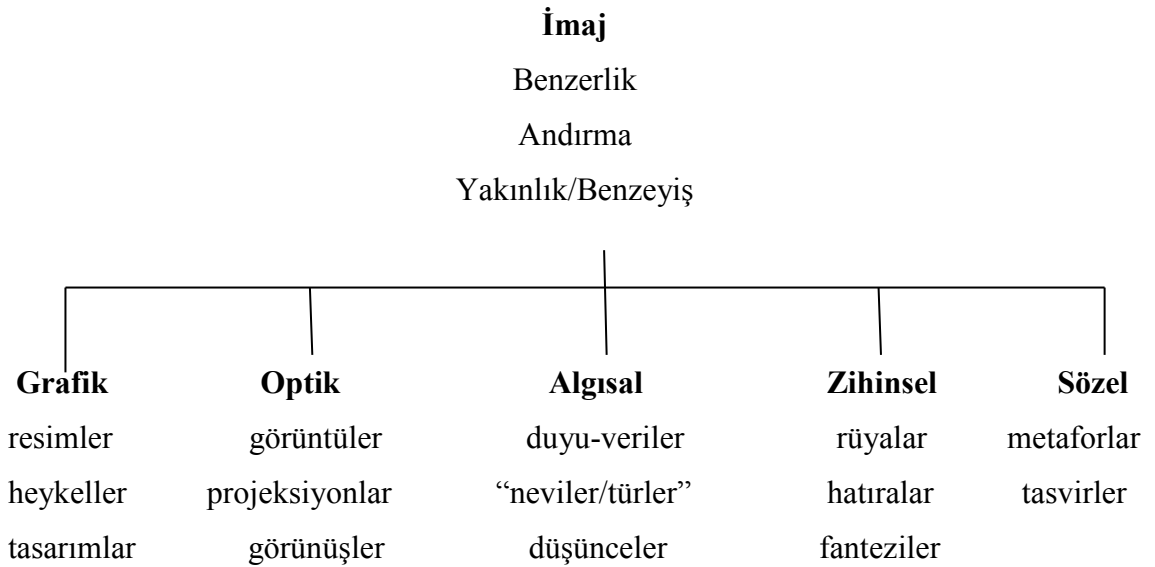 İmaj
Benzerlik
Andırma
Yakınlık/Benzeyiş
Grafik Optik Algısal Zihinsel Sözel
resimler görüntüler duyu-veriler rüyalar metaforlar
heykeller projeksiyonlar “neviler/türler” hatıralar tasvirler
tasarımlar görünüşler düşünceler fanteziler